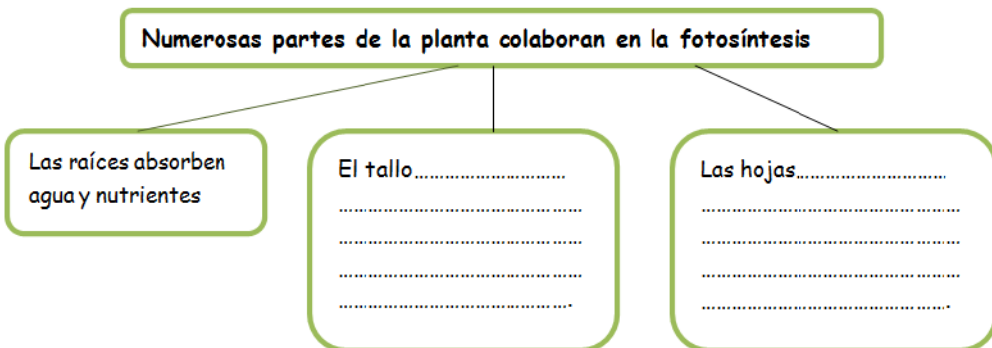 Numerosas partes de la planta colaboran en la fotosíntesis
Las raíces absorben
agua y nutrientes
El tallo……………………………
………………………………………………
………………………………………………
………………………………………………
…………………………………………….
Las hojas……………………………
…………………………………………………
…………………………………………………
…………………………………………………
……………………………………………….